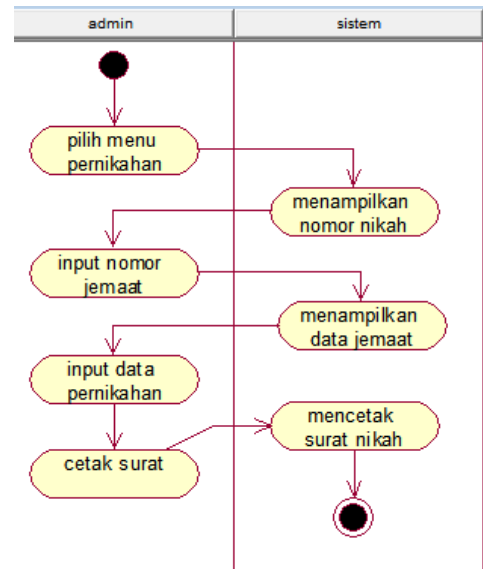 admin
sistem
pilih menu
pernikahan
menampilkan
nomor nikah
input nomor
jemaat
menampilkan
data jemaat
input data
pernikahan
mencetak
surat nikah
cetak surat